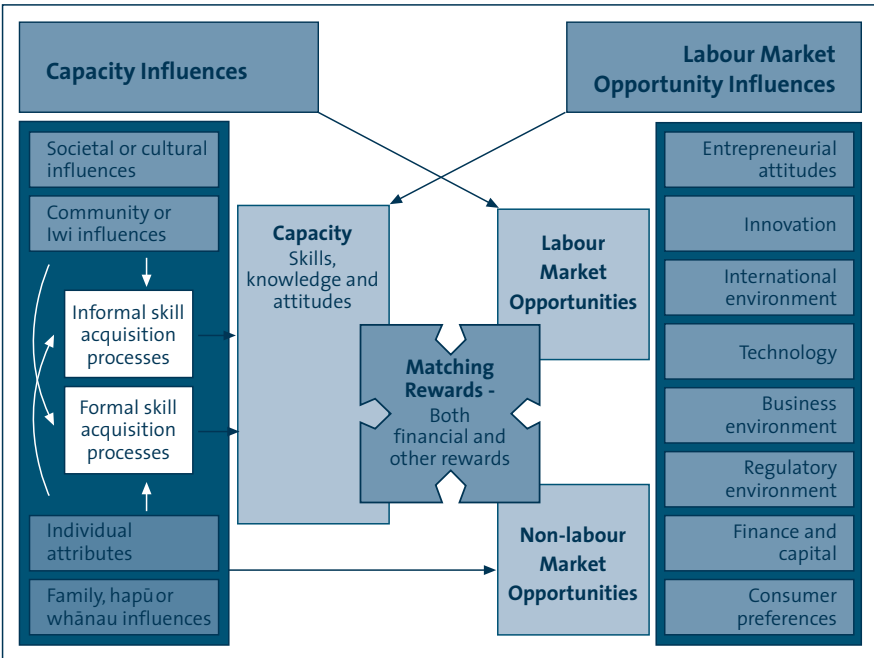 Capacity Influences
Labour Market
Opportunity Influences
Societal or cultural
influences
Community or
Iwi influences
Informal skill
acquisition
processes
Formal skill
acquisition
processes
Individual
attributes
Family, hapū or
whānau influences
Capacity
Skills,
knowledge and
attitudes
Matching
Rewards -
Both
financial and
other rewards
Labour
Market
Opportunities
Non-labour
Market
Opportunities
Entrepreneurial
attitudes
Innovation
International
environment
Technology
Business
environment
Regulatory
environment
Finance and
capital
Consumer
preferences